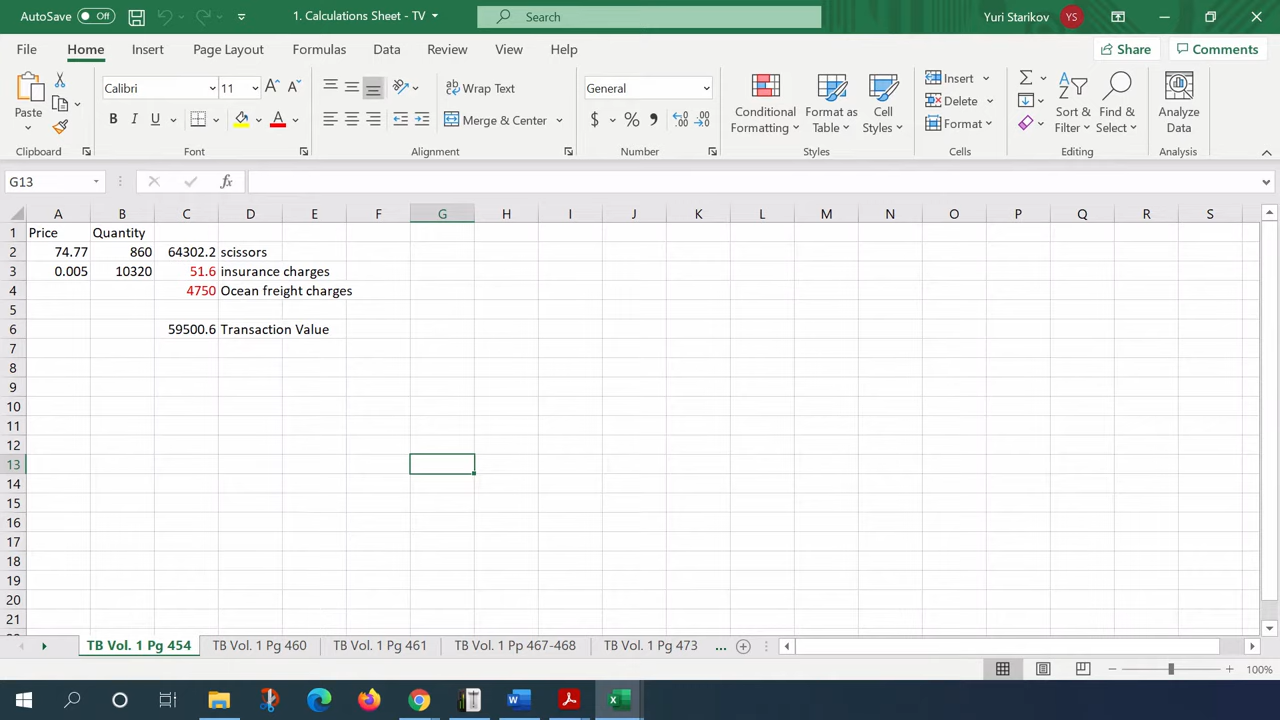 AutoSave Off 1. Calculations Sheet - TV Search Yuri Starikov YS
File Home Insert Page Layout Formulas Data Review View Help Share Comments
Paste Calibri 11 Wrap Text General Conditional Formatting Format as Table Cell Styles Insert Sort & Filter Find & Select Analyze Data
B I U A Merge & Center $ % Delete
Format
Clipboard Font Alignment Number Styles Cells Editing Analysis
G13 fx
A B C D E F G H I J K L M N O P Q R S
1 Price Quantity
2 74.77 860 64302.2 scissors
3 0.005 10320 51.6 insurance charges
4 4750 Ocean freight charges
5
6 59500.6 Transaction Value
7
8
9
10
11
12
13
14
15
16
17
18
19
20
21
TB Vol. 1 Pg 454 TB Vol. 1 Pg 460 TB Vol. 1 Pg 461 TB Vol. 1 Pp 467-468 TB Vol. 1 Pg 473 ...
100%